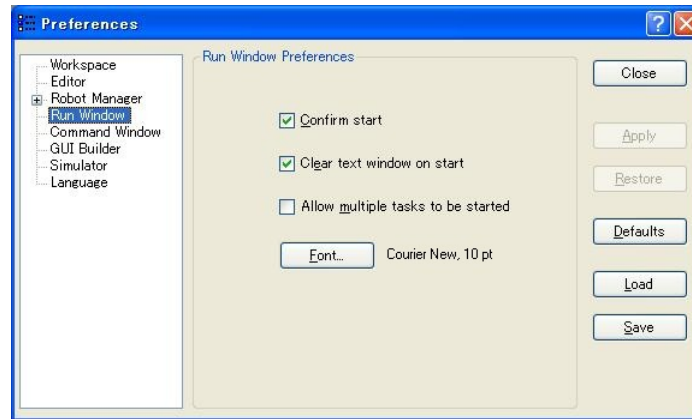 Preferences
Workspace
Editor
Robot Manager
Run Window
Command Window
GUI Builder
Simulator
Language
Run Window Preferences
Confirm start
Clear text window on start
Allow multiple tasks to be started
Font... Courier New, 10 pt
Close
Apply
Restore
Defaults
Load
Save